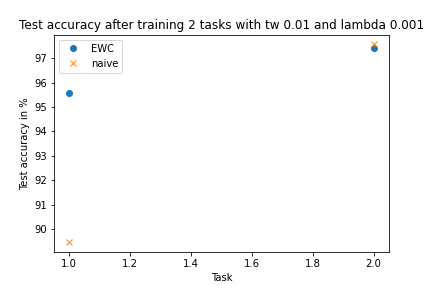 Test accuracy after training 2 tasks with tw 0.01 and lambda 0.001
EWC
naive
97
96
95
94
93
92
91
90
Test accuracy in %
1.0 1.2 1.4 1.6 1.8 2.0
Task